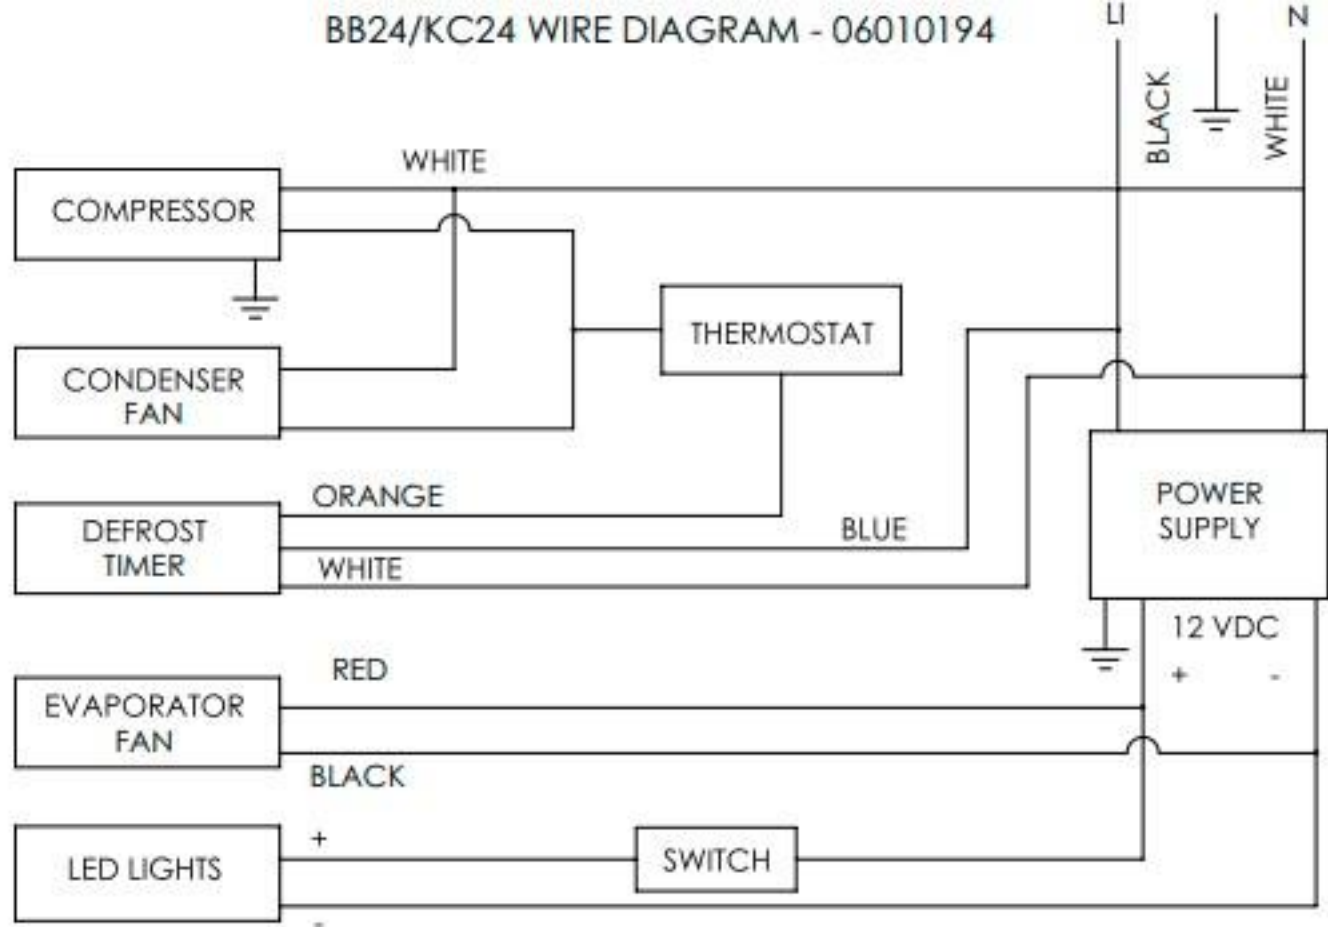 BB24/KC24 WIRE DIAGRAM - 06010194
L1
N
BLACK
WHITE
WHITE
COMPRESSOR
THERMOSTAT
CONDENSER
FAN
ORANGE
DEFROST
TIMER
BLUE
WHITE
POWER
SUPPLY
12 VDC
+ -
RED
EVAPORATOR
FAN
BLACK
+
LED LIGHTS
SWITCH
-